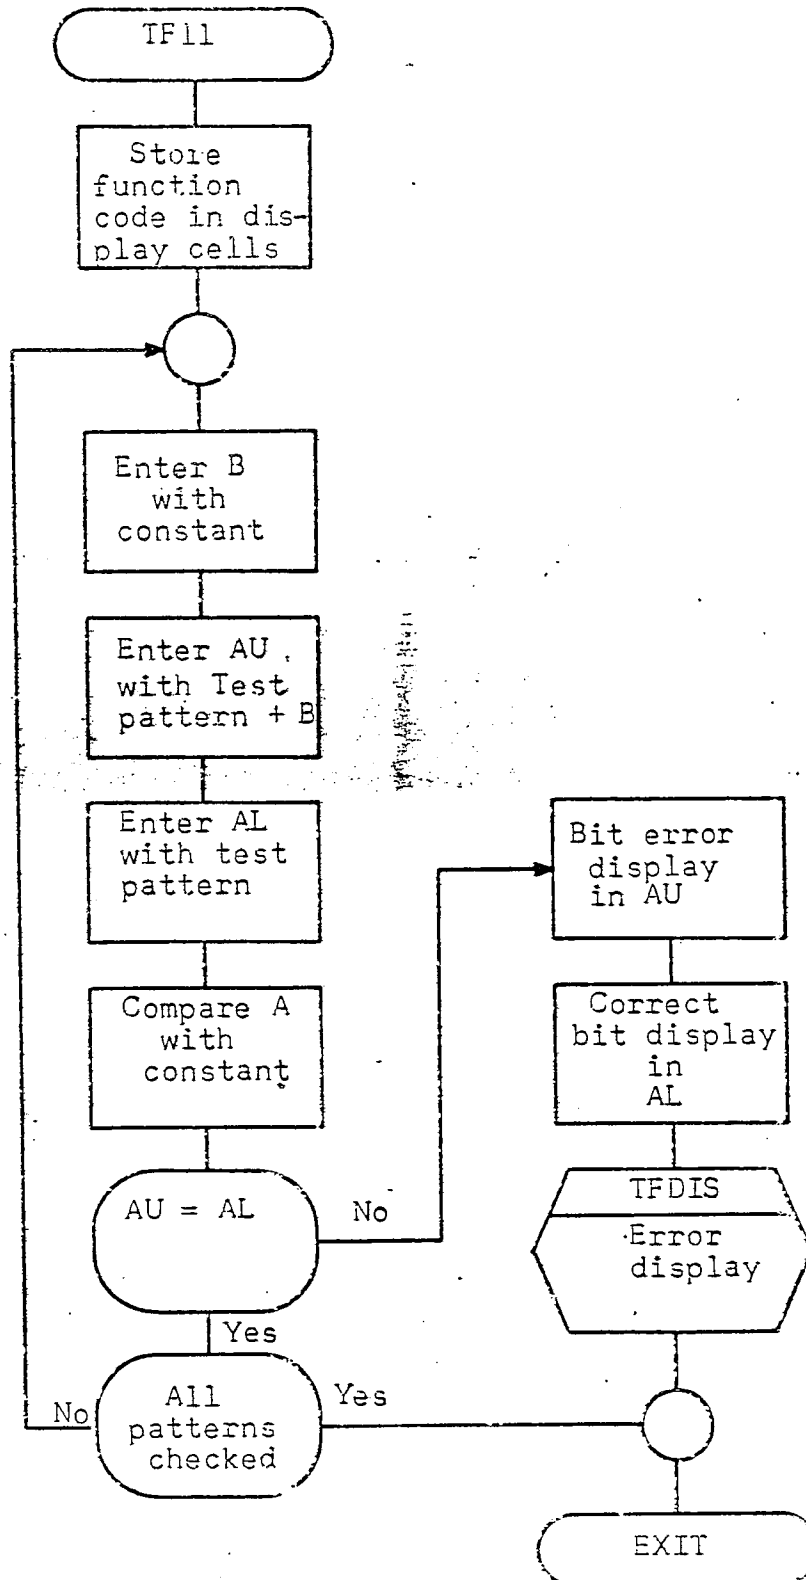 TF11
Store
function
code in dis-
play cells
Enter B
with
constant
Enter AU
with Test
pattern + B
Enter AL
with test
pattern
Compare A
with
constant
AU = AL
No
Yes
All
patterns
checked
No
Yes
Bit error
display
in AU
Correct
bit display
in
AL
TFDIS
Error
display
EXIT